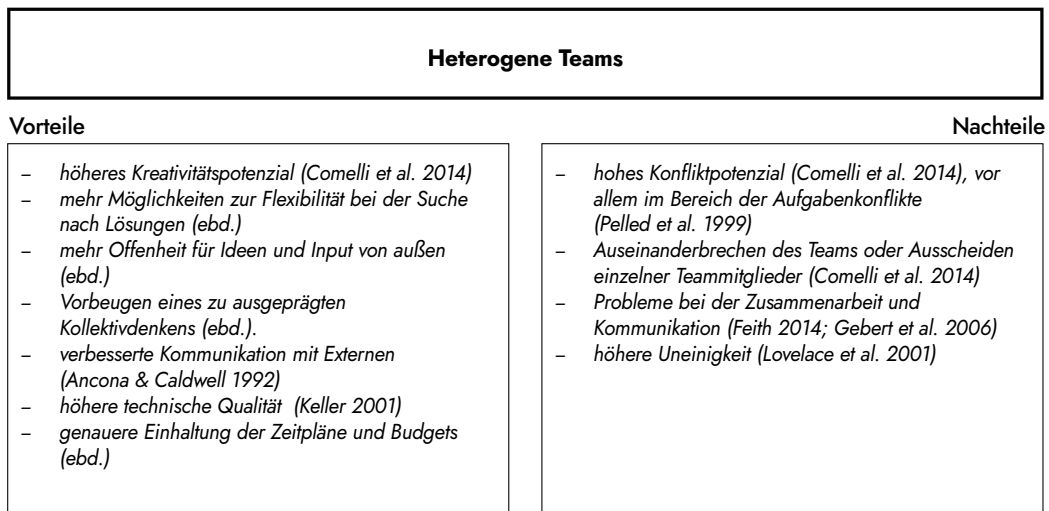 Heterogene Teams
Vorteile
– höheres Kreativitätspotenzial (Comelli et al. 2014)
– mehr Möglichkeiten zur Flexibilität bei der Suche
nach Lösungen (ebd.)
– mehr Offenheit für Ideen und Input von außen
(ebd.)
– Vorbeugen eines zu ausgeprägten
Kollektivdenkens (ebd.).
– verbesserte Kommunikation mit Externen
(Ancona & Caldwell 1992)
– höhere technische Qualität (Keller 2001)
– genauere Einhaltung der Zeitpläne und Budgets
(ebd.)
Nachteile
– hohes Konfliktpotenzial (Comelli et al. 2014), vor
allem im Bereich der Aufgabenkonflikte
(Pelled et al. 1999)
– Auseinanderbrechen des Teams oder Ausscheiden
einzelner Teammitglieder (Comelli et al. 2014)
– Probleme bei der Zusammenarbeit und
Kommunikation (Feith 2014; Gebert et al. 2006)
– höhere Uneinigkeit (Lovelace et al. 2001)